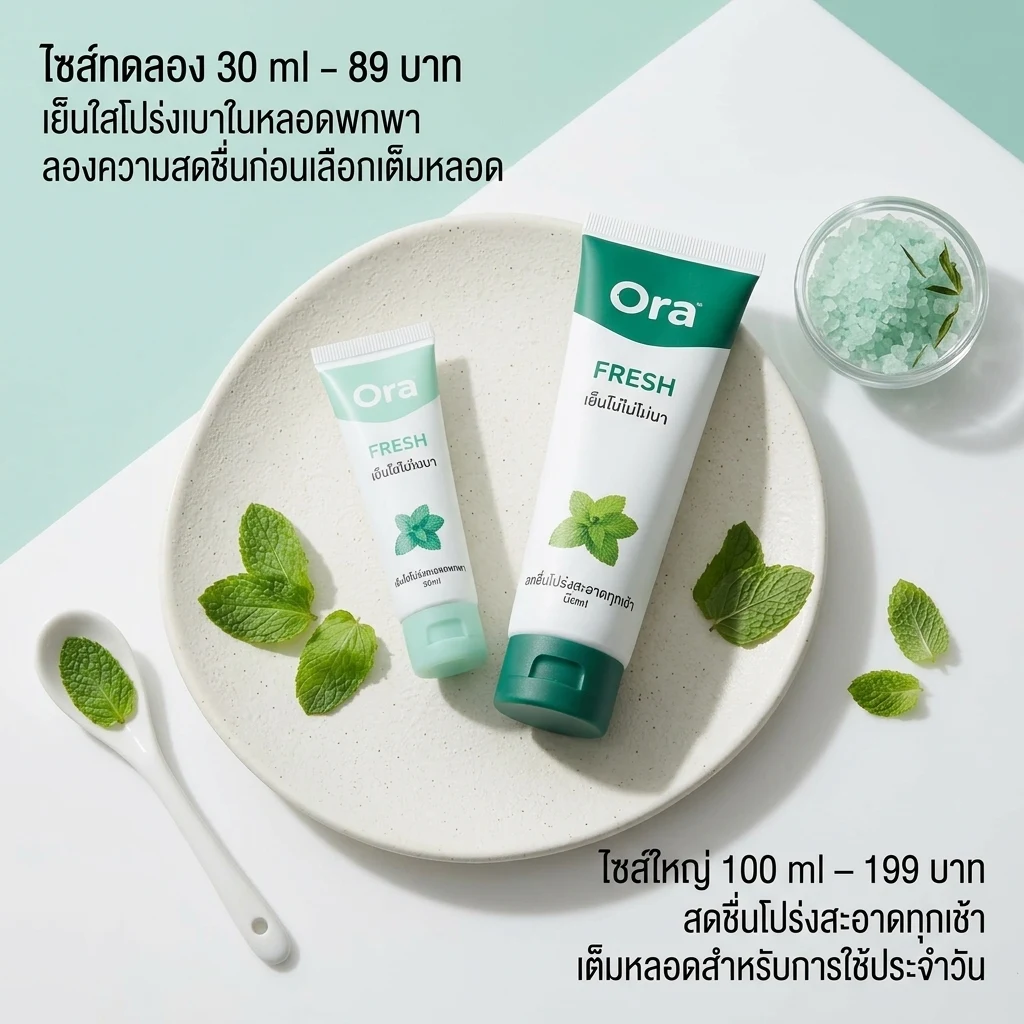 ไซส์ทดลอง 30 ml – 89 บาท
เย็นใสโปร่งเบาในหลอดพกพา
ลองความสดชื่นก่อนเลือกเต็มหลอด
Ora
FRESH
30ml
Ora
FRESH
ไซส์ใหญ่ 100 ml – 199 บาท
สดชื่นโปร่งสะอาดทุกเช้า
เต็มหลอดสำหรับการใช้ประจำวัน